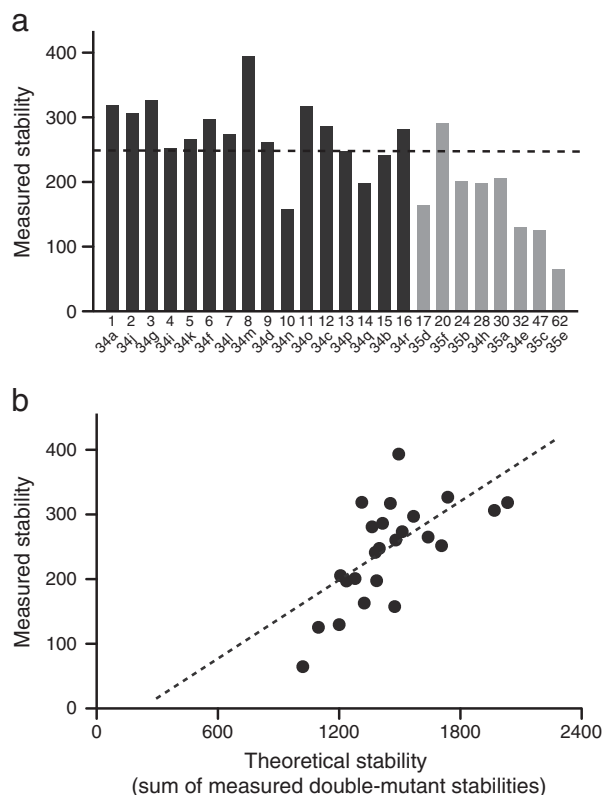 a
400
300
200
100
0
Measured stability
1 2 3 4 5 6 7 8 9 10 11 12 13 14 15 16 17 20 24 28 30 32 47 62
34a 34j 34g 34i 34k 34f 34l 34m 34d 34n 34o 34c 34p 34q 34b 34r 35d 35f 35b 34h 35a 34e 35c 35e
b
400
300
200
100
0
Measured stability
0 600 1200 1800 2400
Theoretical stability
(sum of measured double-mutant stabilities)